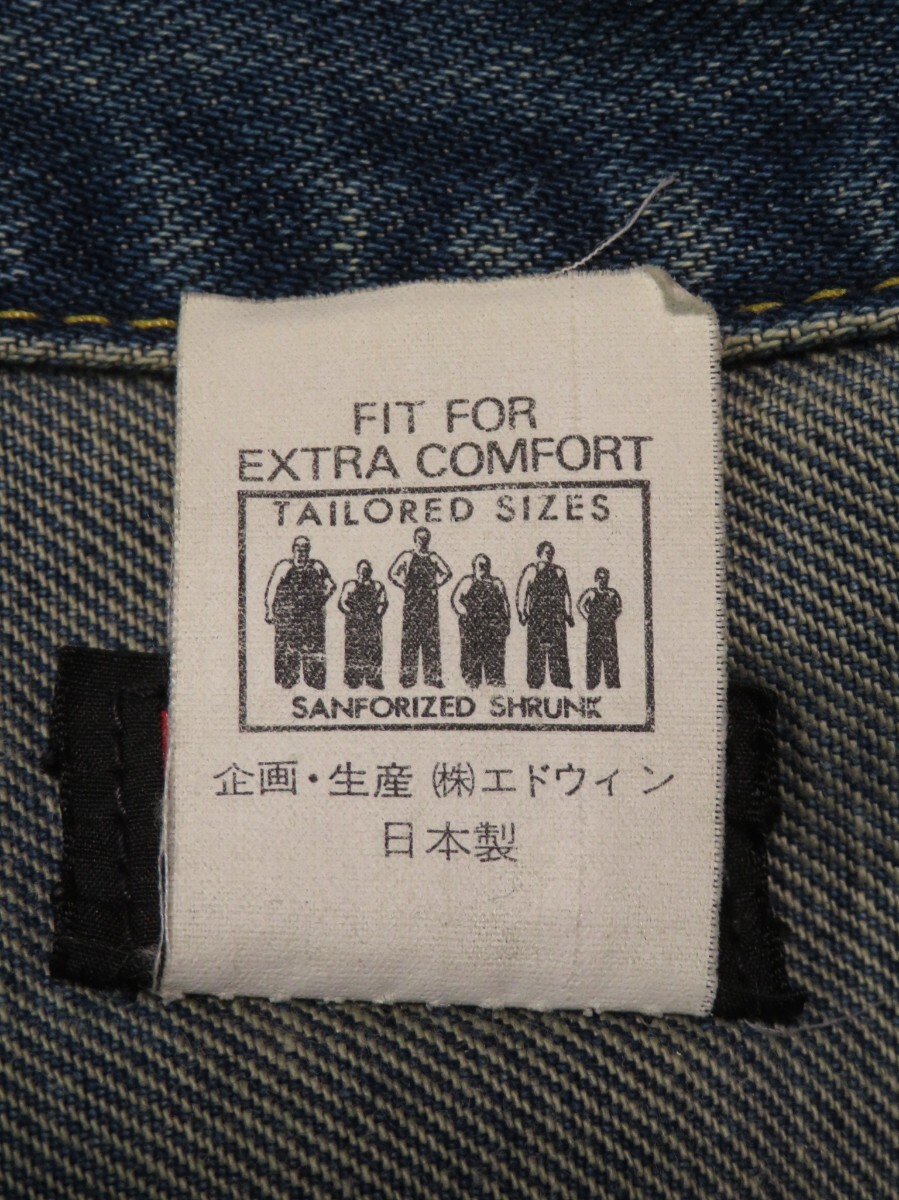 FIT FOR
EXTRA COMFORT
TAILORED SIZES
SANFORIZED SHRUNK
企画・生産 ㈱エドウィン
日本製